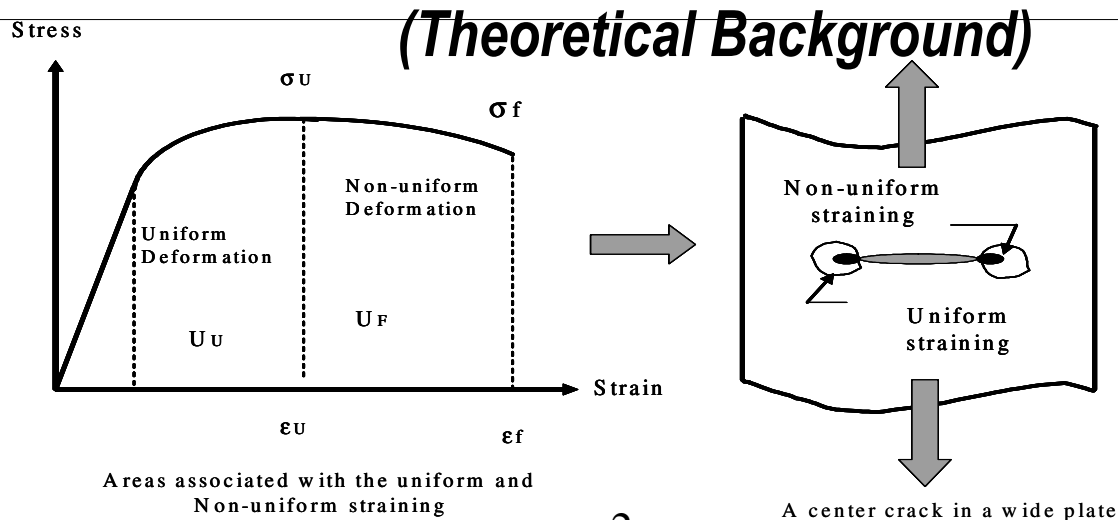 (Theoretical Background)
Stress
σU
σf
Non-uniform
Deformation
Uniform
Deformation
UU
UF
Strain
εU
εf
Areas associated with the uniform and
Non-uniform straining
Non-uniform
straining
Uniform
straining
A center crack in a wide plate